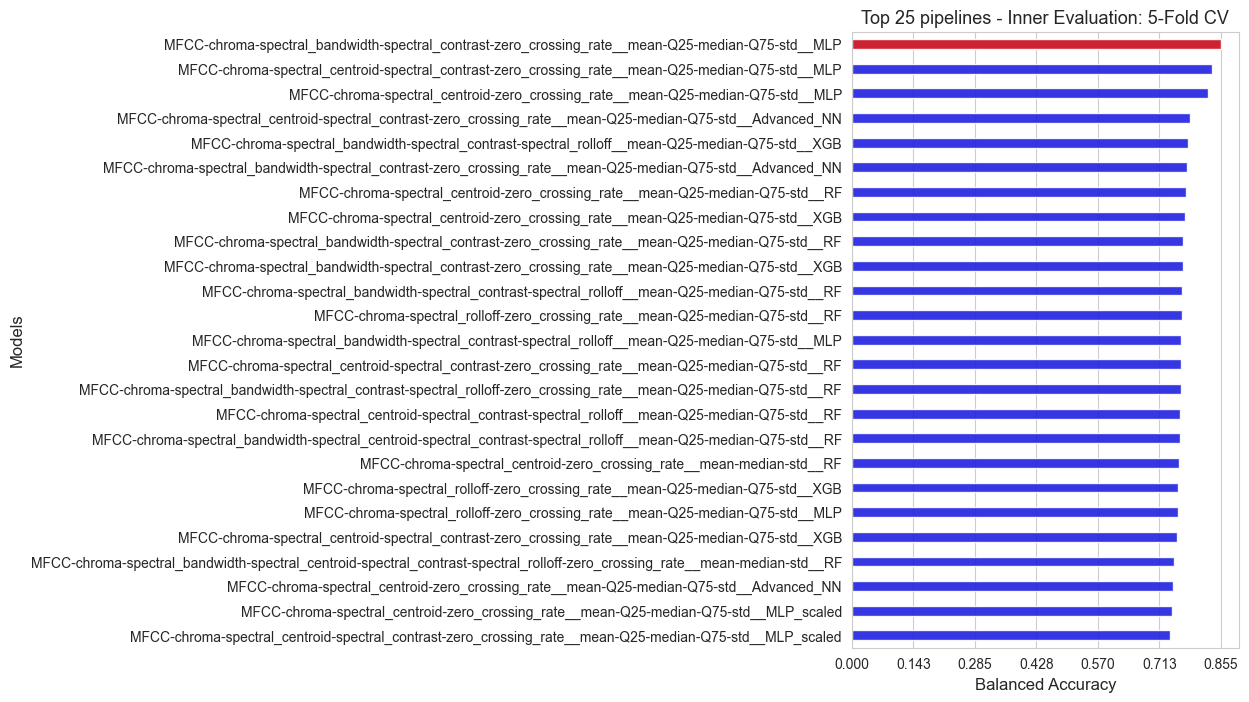 Top 25 pipelines - Inner Evaluation: 5-Fold CV
MFCC-chroma-spectral_bandwidth-spectral_contrast-zero_crossing_rate__mean-Q25-median-Q75-std__MLP
MFCC-chroma-spectral_centroid-spectral_contrast-zero_crossing_rate__mean-Q25-median-Q75-std__MLP
MFCC-chroma-spectral_centroid-zero_crossing_rate__mean-Q25-median-Q75-std__MLP
MFCC-chroma-spectral_centroid-spectral_contrast-zero_crossing_rate__mean-Q25-median-Q75-std__Advanced_NN
MFCC-chroma-spectral_bandwidth-spectral_contrast-spectral_rolloff__mean-Q25-median-Q75-std__XGB
MFCC-chroma-spectral_bandwidth-spectral_contrast-zero_crossing_rate__mean-Q25-median-Q75-std__Advanced_NN
MFCC-chroma-spectral_centroid-zero_crossing_rate__mean-Q25-median-Q75-std__RF
MFCC-chroma-spectral_centroid-zero_crossing_rate__mean-Q25-median-Q75-std__XGB
MFCC-chroma-spectral_bandwidth-spectral_contrast-zero_crossing_rate__mean-Q25-median-Q75-std__RF
MFCC-chroma-spectral_bandwidth-spectral_contrast-zero_crossing_rate__mean-Q25-median-Q75-std__XGB
MFCC-chroma-spectral_bandwidth-spectral_contrast-spectral_rolloff__mean-Q25-median-Q75-std__RF
MFCC-chroma-spectral_rolloff-zero_crossing_rate__mean-Q25-median-Q75-std__RF
MFCC-chroma-spectral_bandwidth-spectral_contrast-spectral_rolloff__mean-Q25-median-Q75-std__MLP
MFCC-chroma-spectral_centroid-spectral_contrast-zero_crossing_rate__mean-Q25-median-Q75-std__RF
MFCC-chroma-spectral_bandwidth-spectral_contrast-spectral_rolloff-zero_crossing_rate__mean-Q25-median-Q75-std__RF
MFCC-chroma-spectral_centroid-spectral_contrast-spectral_rolloff__mean-Q25-median-Q75-std__RF
MFCC-chroma-spectral_bandwidth-spectral_centroid-spectral_contrast-spectral_rolloff__mean-Q25-median-Q75-std__RF
MFCC-chroma-spectral_centroid-zero_crossing_rate__mean-median-std__RF
MFCC-chroma-spectral_rolloff-zero_crossing_rate__mean-Q25-median-Q75-std__XGB
MFCC-chroma-spectral_rolloff-zero_crossing_rate__mean-Q25-median-Q75-std__MLP
MFCC-chroma-spectral_centroid-spectral_contrast-zero_crossing_rate__mean-Q25-median-Q75-std__XGB
MFCC-chroma-spectral_bandwidth-spectral_centroid-spectral_contrast-spectral_rolloff-zero_crossing_rate__mean-median-std__RF
MFCC-chroma-spectral_centroid-zero_crossing_rate__mean-Q25-median-Q75-std__Advanced_NN
MFCC-chroma-spectral_centroid-zero_crossing_rate__mean-Q25-median-Q75-std__MLP_scaled
MFCC-chroma-spectral_centroid-spectral_contrast-zero_crossing_rate__mean-Q25-median-Q75-std__MLP_scaled
Models
0.000 0.143 0.285 0.428 0.570 0.713 0.855
Balanced Accuracy